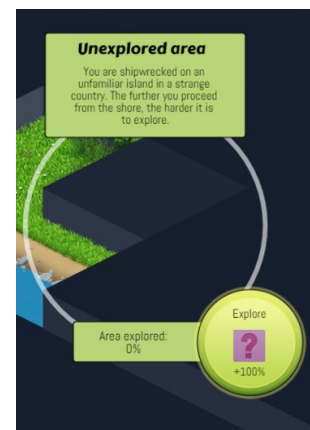 Unexplored area
You are shipwrecked on an
unfamiliar island in a strange
country. The further you proceed
from the shore, the harder it is
to explore.
Explore
?
+100%
Area explored:
0%